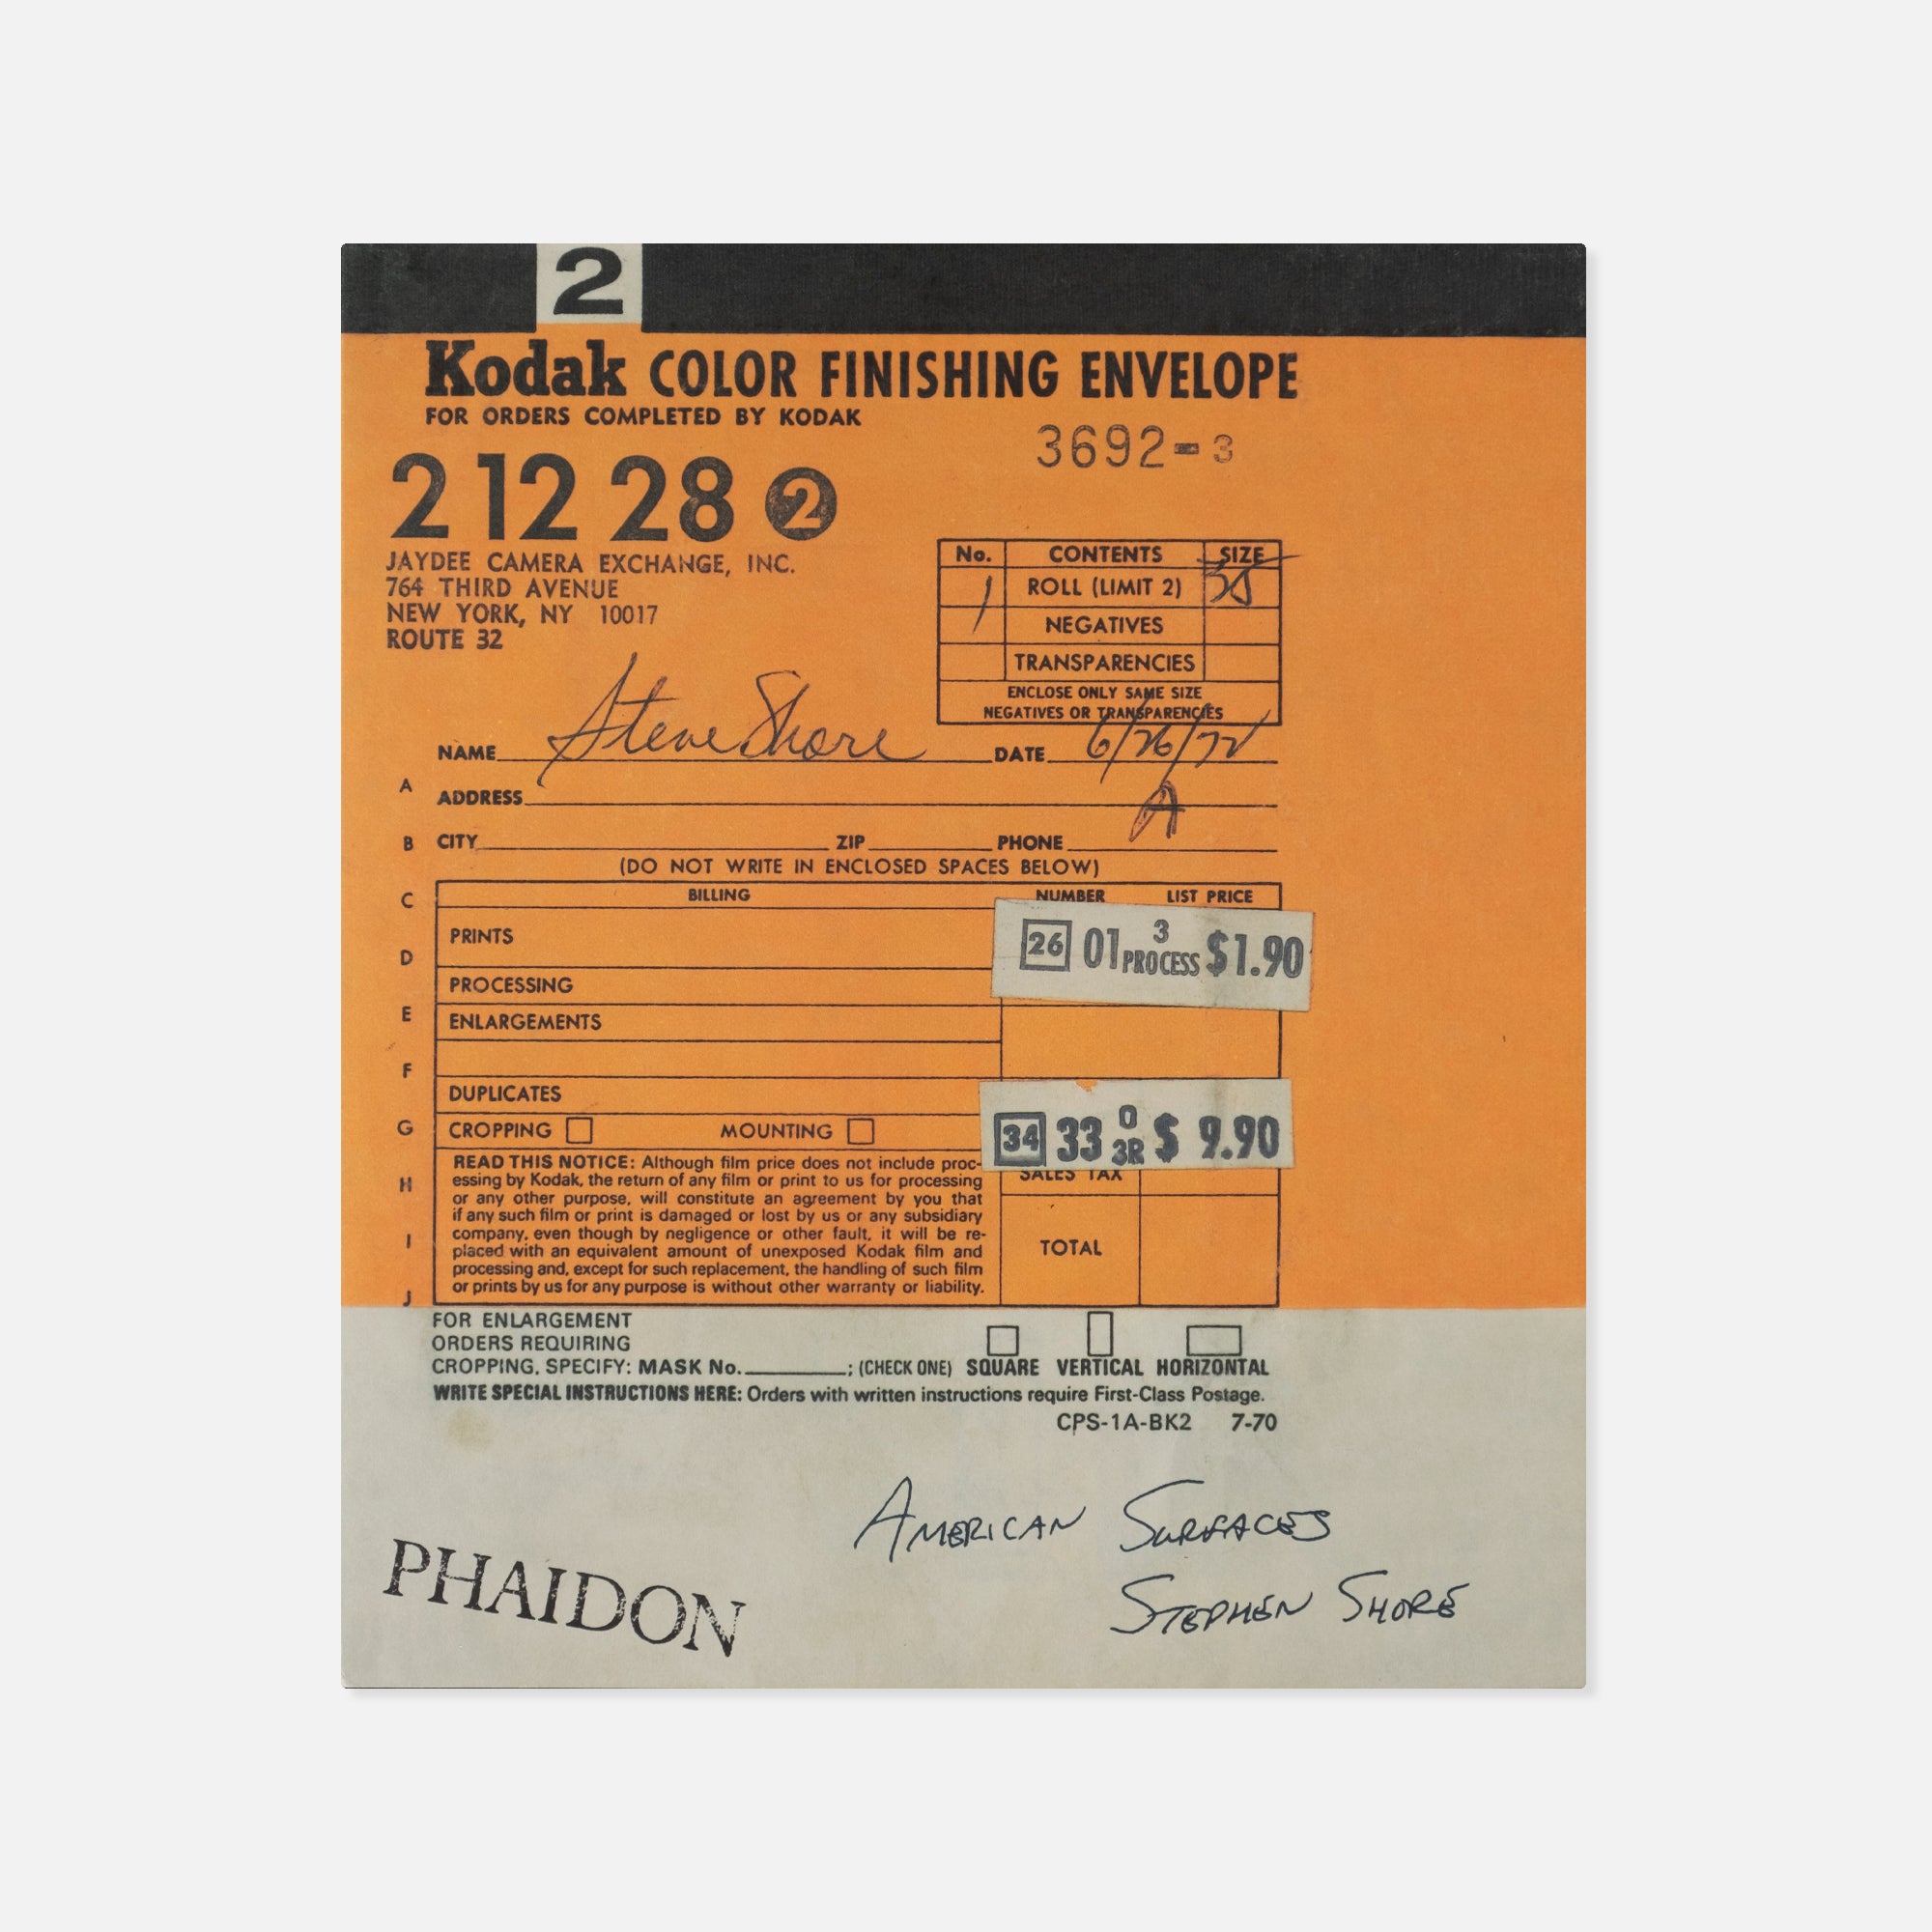 2
Kodak COLOR FINISHING ENVELOPE
FOR ORDERS COMPLETED BY KODAK
3692-3
2 12 28 2
JAYDEE CAMERA EXCHANGE, INC.
764 THIRD AVENUE
NEW YORK, NY 10017
ROUTE 32
No. CONTENTS SIZE
1 ROLL (LIMIT 2) 35
NEGATIVES
TRANSPARENCIES
ENCLOSE ONLY SAME SIZE
NEGATIVES OR TRANSPARENCIES
NAME Steve Shore DATE 6/26/72
A
ADDRESS A
B CITY ZIP PHONE
(DO NOT WRITE IN ENCLOSED SPACES BELOW)
C BILLING NUMBER LIST PRICE
PRINTS 26 01 3 PROCESS $1.90
D
PROCESSING
E ENLARGEMENTS
F
DUPLICATES
G CROPPING MOUNTING 34 33 0 3R $ 9.90
READ THIS NOTICE: Although film price does not include proc-
essing by Kodak, the return of any film or print to us for processing
or any other purpose, will constitute an agreement by you that
if any such film or print is damaged or lost by us or any subsidiary
company, even though by negligence or other fault, it will be re-
placed with an equivalent amount of unexposed Kodak film and
processing and, except for such replacement, the handling of such film
or prints by us for any purpose is without other warranty or liability.
H
I
J
SALES TAX
TOTAL
FOR ENLARGEMENT
ORDERS REQUIRING
CROPPING, SPECIFY: MASK No. ; (CHECK ONE) SQUARE VERTICAL HORIZONTAL
WRITE SPECIAL INSTRUCTIONS HERE: Orders with written instructions require First-Class Postage.
CPS-1A-BK2 7-70
AMERICAN SURFACES
STEPHEN SHORE
PHAIDON